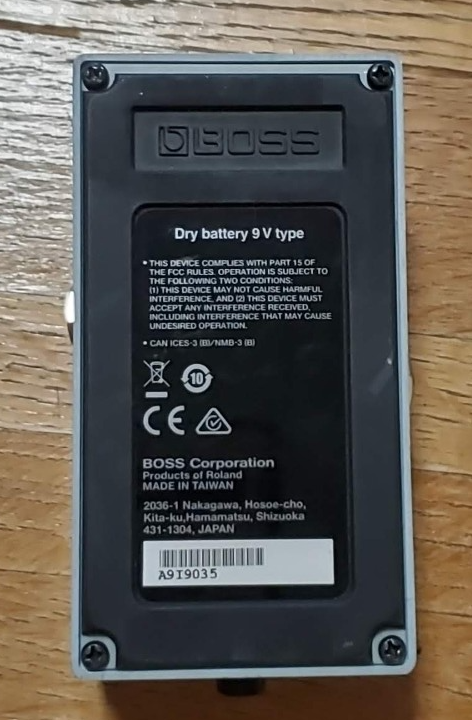 BOSS
Dry battery 9 V type
• THIS DEVICE COMPLIES WITH PART 15 OF
THE FCC RULES. OPERATION IS SUBJECT TO
THE FOLLOWING TWO CONDITIONS:
(1) THIS DEVICE MAY NOT CAUSE HARMFUL
INTERFERENCE, AND (2) THIS DEVICE MUST
ACCEPT ANY INTERFERENCE RECEIVED,
INCLUDING INTERFERENCE THAT MAY CAUSE
UNDESIRED OPERATION.
• CAN ICES-3 (B)/NMB-3 (B)
10
CE
BOSS Corporation
Products of Roland
MADE IN TAIWAN
2036-1 Nakagawa, Hosoe-cho,
Kita-ku,Hamamatsu, Shizuoka
431-1304, JAPAN
A9I9035